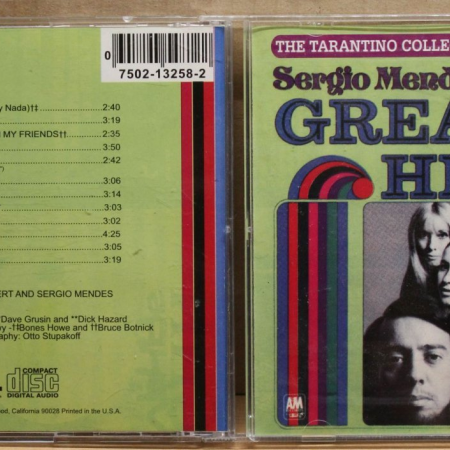 0
7502-13258-2
y Nada)†‡ 2:40
3:19
MY FRIENDS†† 2:35
3:50
2:42
3:06
3:14
3:03
3:02
4:25
3:05
3:19
ERT AND SERGIO MENDES
Dave Grusin and **Dick Hazard
y -†‡Bones Howe and ††Bruce Botnick
raphy: Otto Stupakoff
COMPACT
disc
DIGITAL AUDIO
ood, California 90028 Printed in the U.S.A.
THE TARANTINO COLLE
Sergio Mend
GREA
HI
A&M